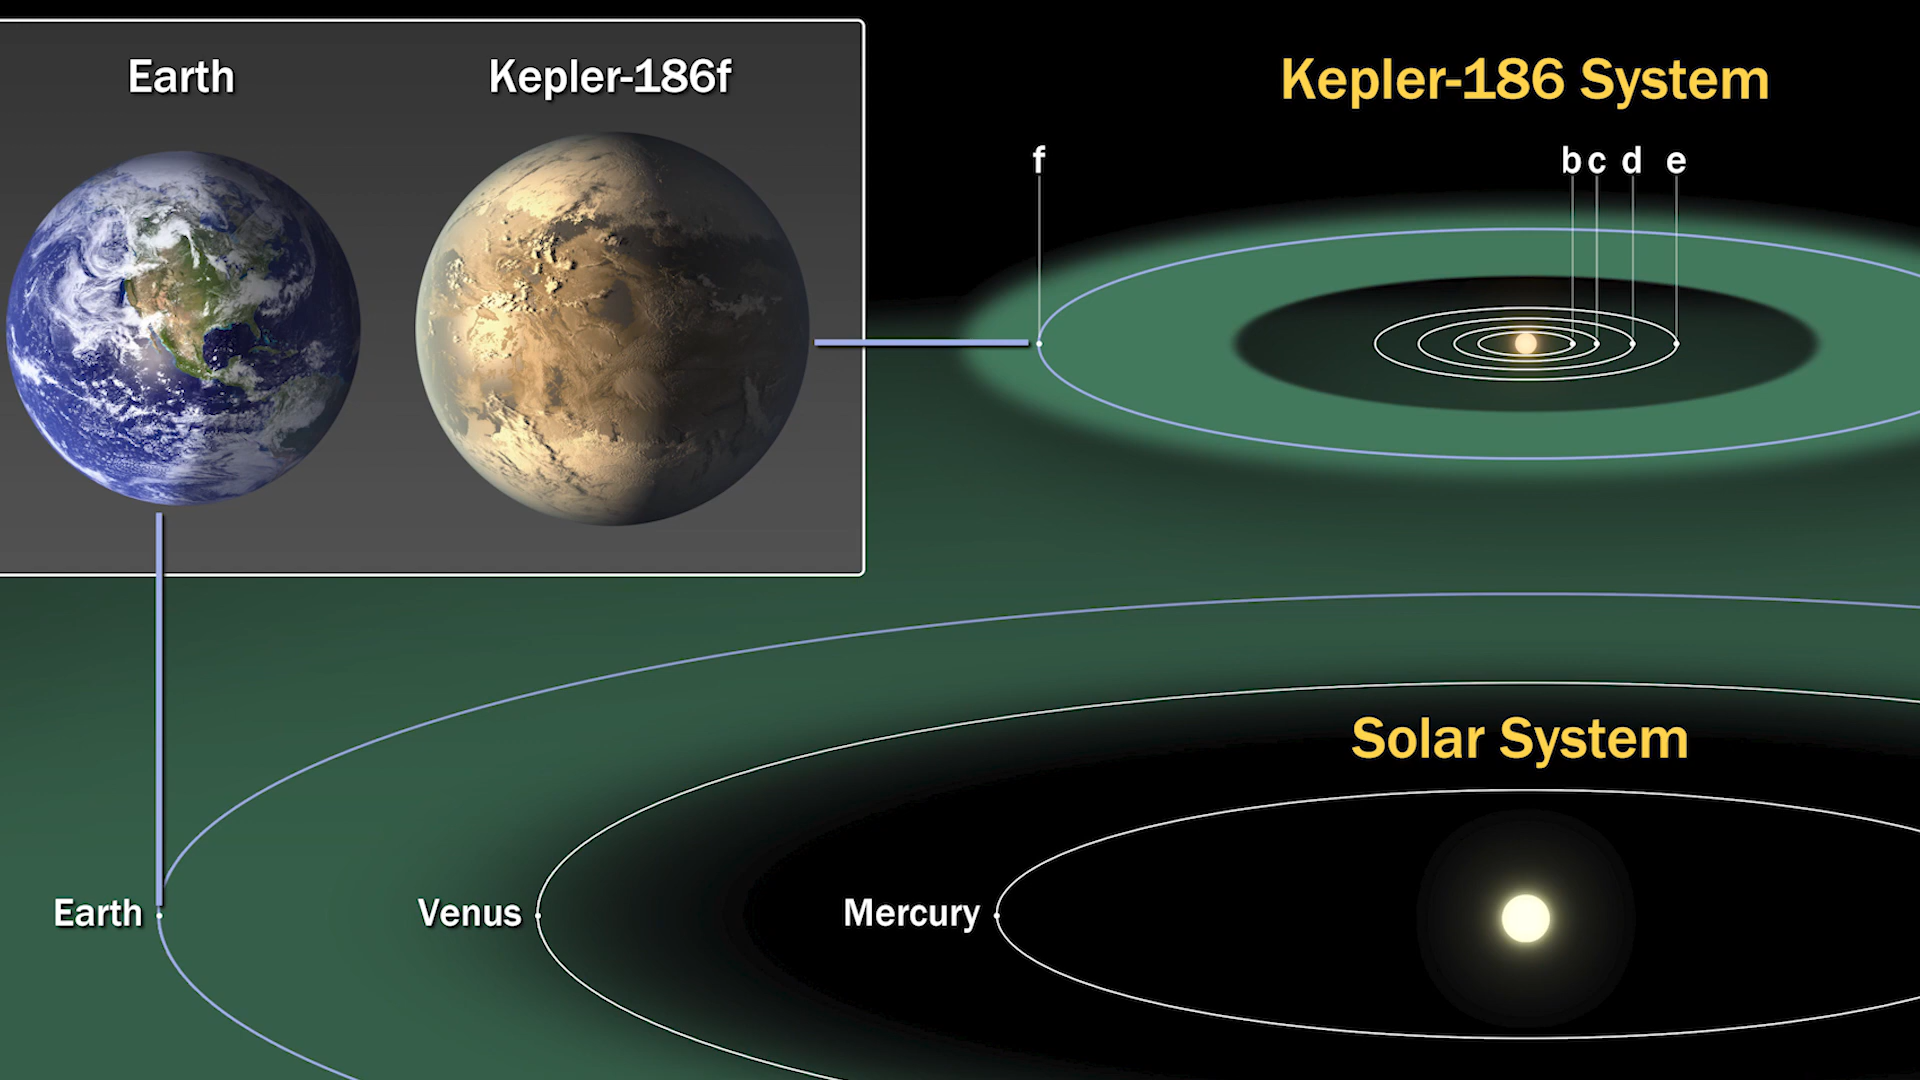 Earth
Kepler-186f
Kepler-186 System
f
b c d e
Solar System
Earth
Venus
Mercury